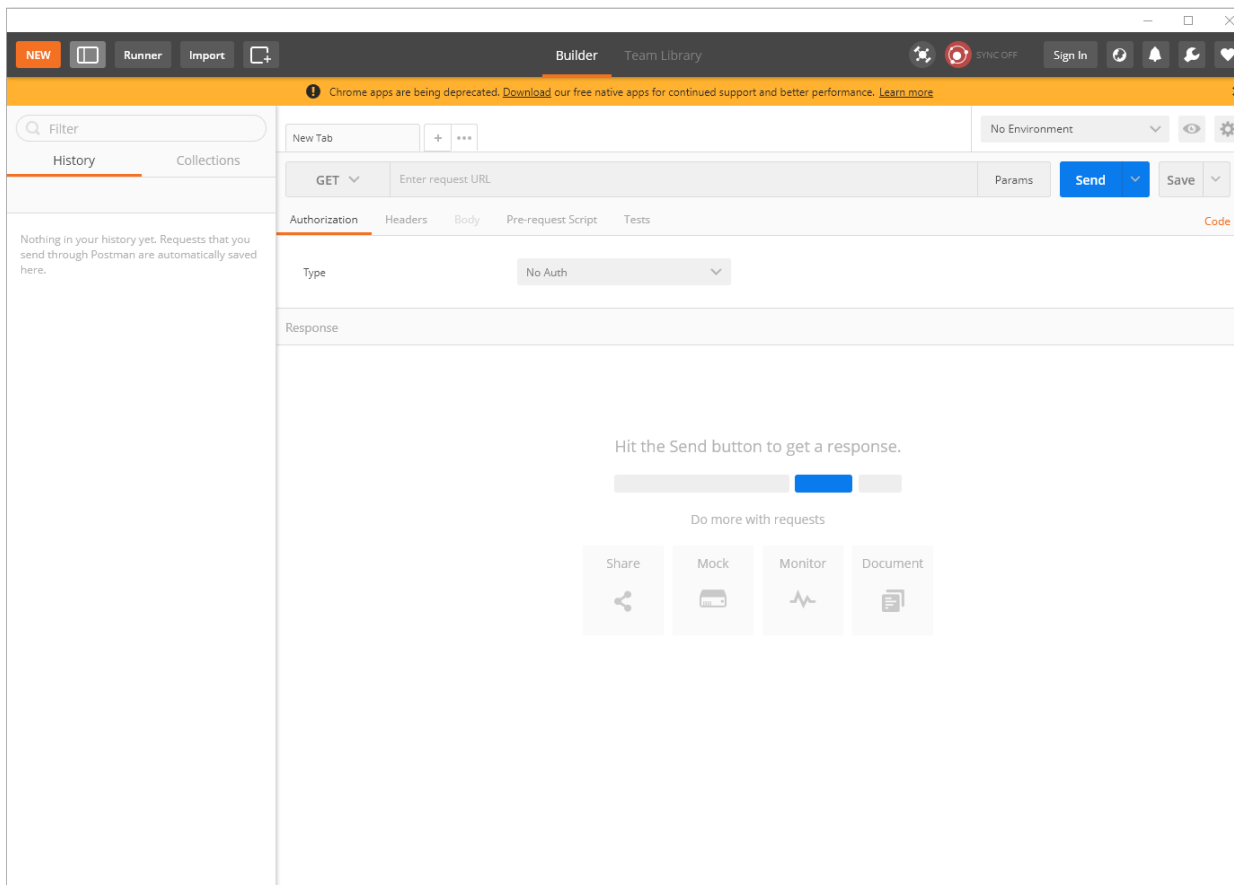 NEW Runner Import Builder Team Library SYNC OFF Sign In
Chrome apps are being deprecated. Download our free native apps for continued support and better performance. Learn more
Filter
History Collections
Nothing in your history yet. Requests that you
send through Postman are automatically saved
here.
New Tab + ••• No Environment
GET Enter request URL Params Send Save
Authorization Headers Body Pre-request Script Tests Code
Type No Auth
Response
Hit the Send button to get a response.
Do more with requests
Share Mock Monitor Document